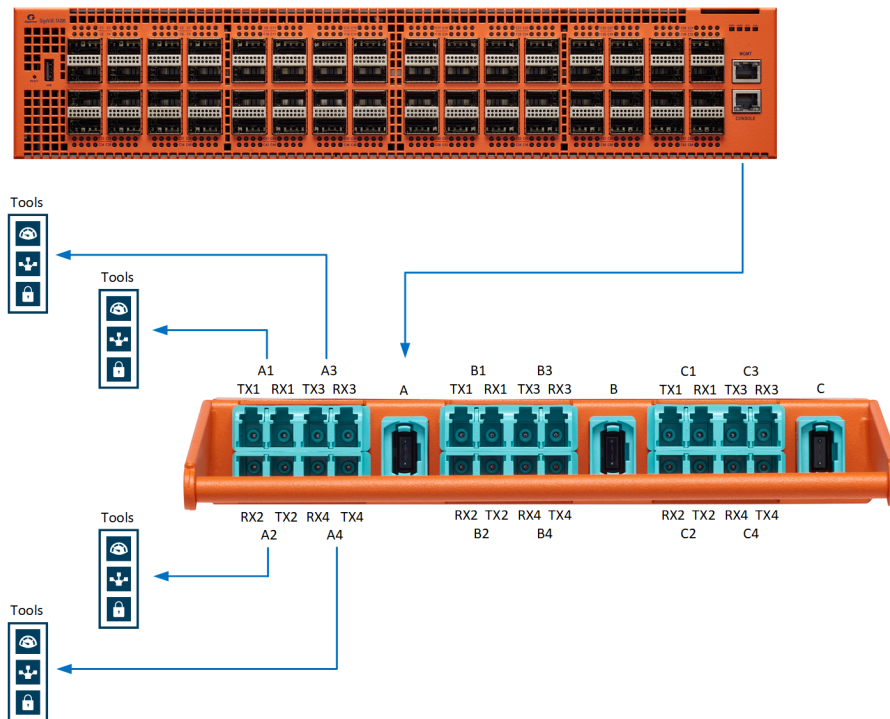 MGMT
CONSOLE
Tools
Tools
A1 A3
TX1 RX1 TX3 RX3
A
B1 B3
TX1 RX1 TX3 RX3
B
C1 C3
TX1 RX1 TX3 RX3
C
RX2 TX2 RX4 TX4
A2 A4
RX2 TX2 RX4 TX4
B2 B4
RX2 TX2 RX4 TX4
C2 C4
Tools
Tools